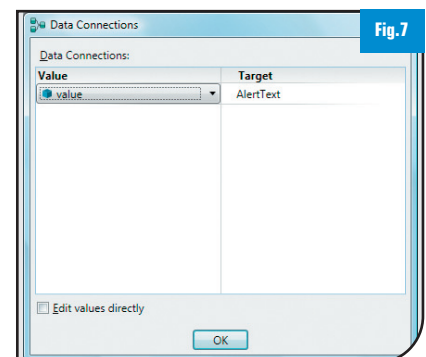 Data Connections
Fig.7
Data Connections:
Value Target
value AlertText
Edit values directly
OK